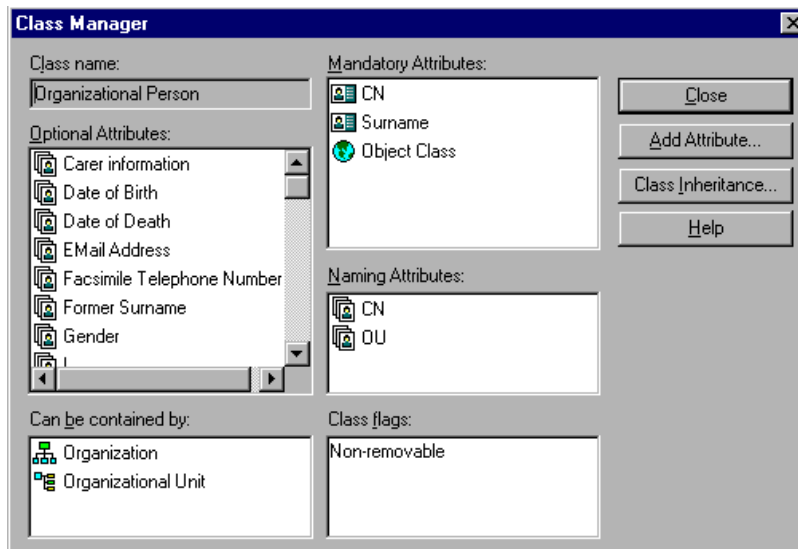 Class Manager
Class name:
Organizational Person
Optional Attributes:
Carer information
Date of Birth
Date of Death
EMail Address
Facsimile Telephone Number
Former Surname
Gender
Can be contained by:
Organization
Organizational Unit
Mandatory Attributes:
CN
Surname
Object Class
Naming Attributes:
CN
OU
Class flags:
Non-removable
Close
Add Attribute...
Class Inheritance...
Help